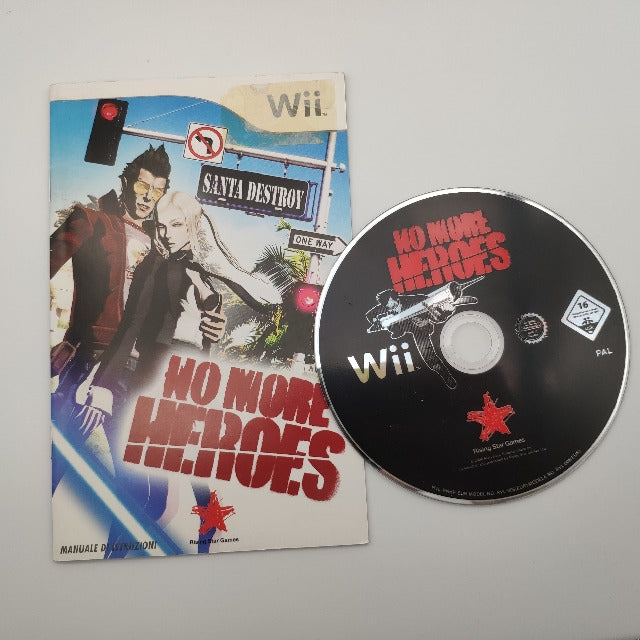 Wii
SANTA DESTROY
ONE WAY
NO MORE
HEROES
Rising Star Games
MANUALE D'ISTRUZIONI
NO MORE
HEROES
Wii
16
PAL
Rising Star Games